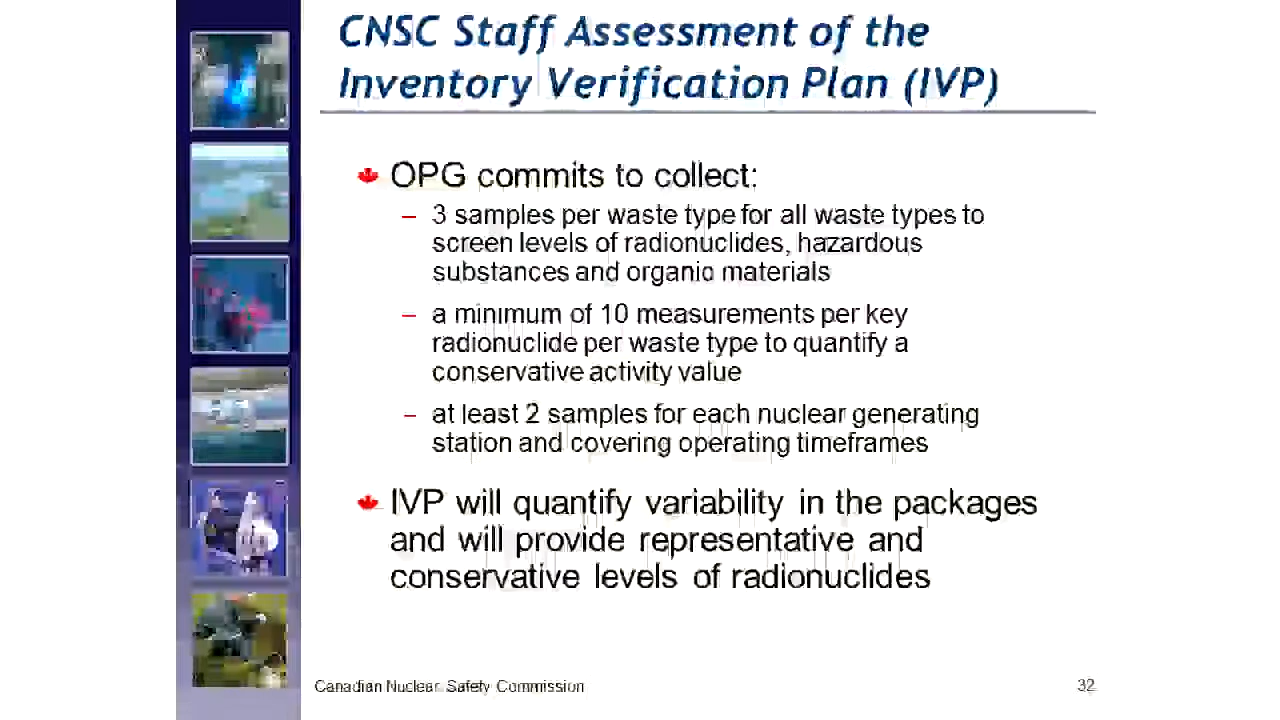 CNSC Staff Assessment of the
Inventory Verification Plan (IVP)
OPG commits to collect:
– 3 samples per waste type for all waste types to
screen levels of radionuclides, hazardous
substances and organic materials
– a minimum of 10 measurements per key
radionuclide per waste type to quantify a
conservative activity value
– at least 2 samples for each nuclear generating
station and covering operating timeframes
IVP will quantify variability in the packages
and will provide representative and
conservative levels of radionuclides
Canadian Nuclear Safety Commission
32